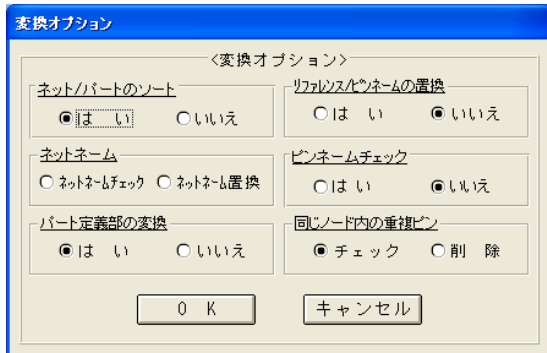 変換オプション
<変換オプション>
ネット/パートのソート
はい いいえ
リファレンス/ピンネームの置換
はい いいえ
ネットネーム
ネットネームチェック ネットネーム置換
ピンネームチェック
はい いいえ
パート定義部の変換
はい いいえ
同じノード内の重複ピン
チェック 削除
OK キャンセル